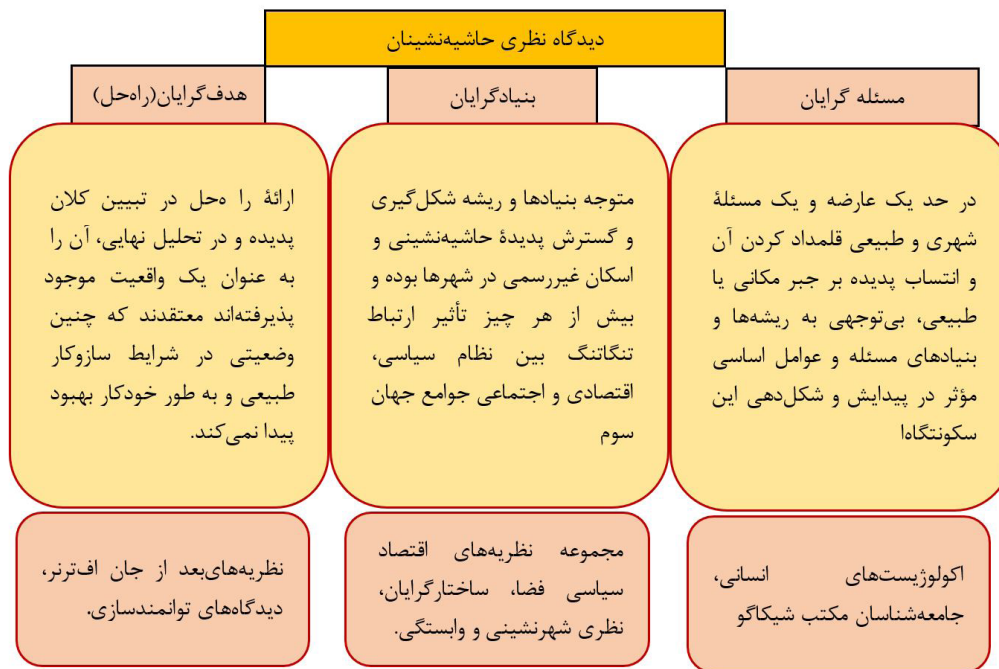 دیدگاه نظری حاشیه‌نشینان
مسئله گرایان
بنیادگرایان
هدف‌گرایان(راه‌حل)
در حد یک عارضه و یک مسئلهٔ
شهری و طبیعی قلمداد کردن آن
و انتساب پدیده بر جبر مکانی یا
طبیعی، بی‌توجهی به ریشه‌ها و
بنیادهای مسئله و عوامل اساسی
مؤثر در پیدایش و شکل‌دهی این
سکونتگاه‌ا
متوجه بنیادها و ریشه شکل‌گیری
و گسترش پدیدهٔ حاشیه‌نشینی و
اسکان غیررسمی در شهرها بوده و
بیش از هر چیز تأثیر ارتباط
تنگاتنگ بین نظام سیاسی،
اقتصادی و اجتماعی جوامع جهان
سوم
ارائهٔ را ه‌حل در تبیین کلان
پدیده و در تحلیل نهایی، آن را
به عنوان یک واقعیت موجود
پذیرفته‌اند معتقدند که چنین
وضعیتی در شرایط سازوکار
طبیعی و به طور خودکار بهبود
پیدا نمی‌کند.
اکولوژیست‌های انسانی،
جامعه‌شناسان مکتب شیکاگو
مجموعه نظریه‌های اقتصاد
سیاسی فضا، ساختارگرایان،
نظری شهرنشینی و وابستگی.
نظریه‌های‌بعد از جان اف‌ترنر،
دیدگاه‌های توانمندسازی.